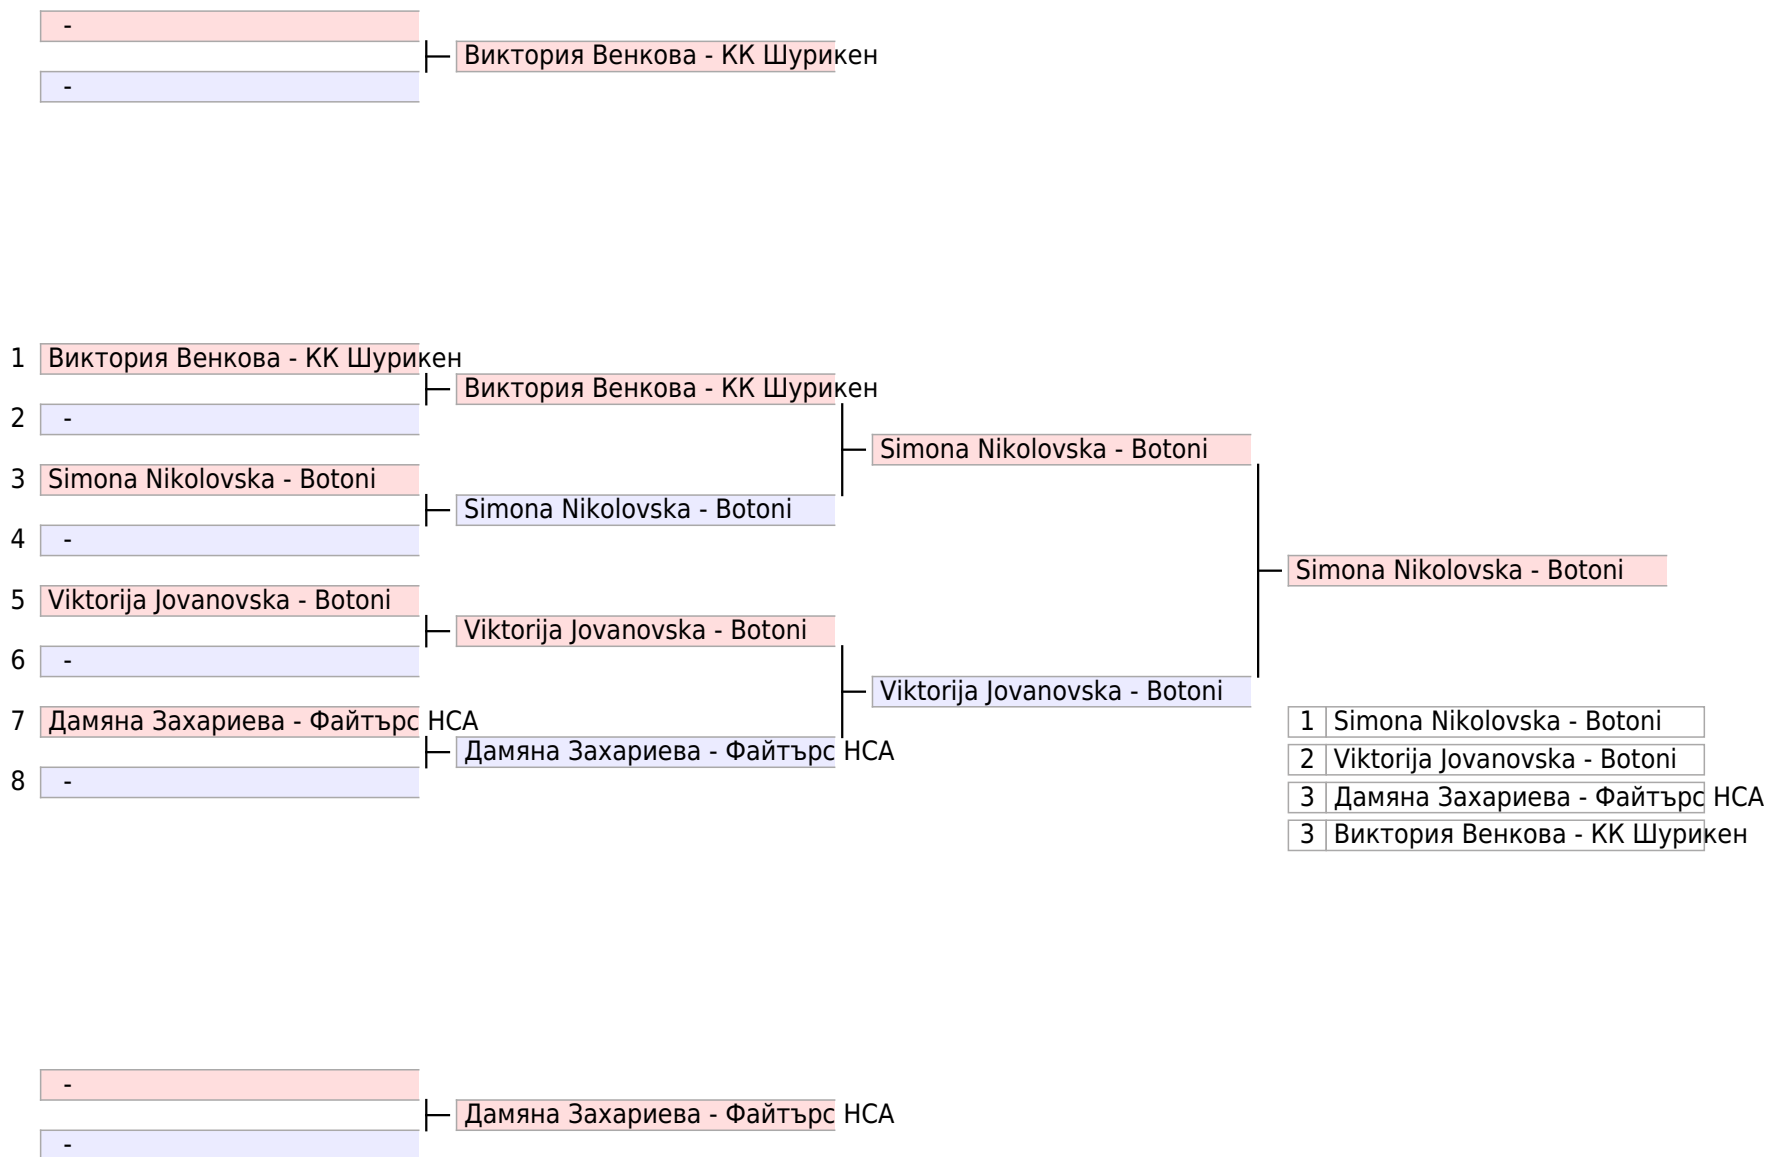 -
Виктория Венкова - КК Шурикен
-
1 Виктория Венкова - КК Шурикен
Виктория Венкова - КК Шурикен
2 -
Simona Nikolovska - Botoni
3 Simona Nikolovska - Botoni
Simona Nikolovska - Botoni
4 -
Simona Nikolovska - Botoni
5 Viktorija Jovanovska - Botoni
Viktorija Jovanovska - Botoni
6 -
Viktorija Jovanovska - Botoni
7 Дамяна Захариева - Файтърс НСА
Дамяна Захариева - Файтърс НСА
8 -
1 Simona Nikolovska - Botoni
2 Viktorija Jovanovska - Botoni
3 Дамяна Захариева - Файтърс НСА
3 Виктория Венкова - КК Шурикен
-
Дамяна Захариева - Файтърс НСА
-